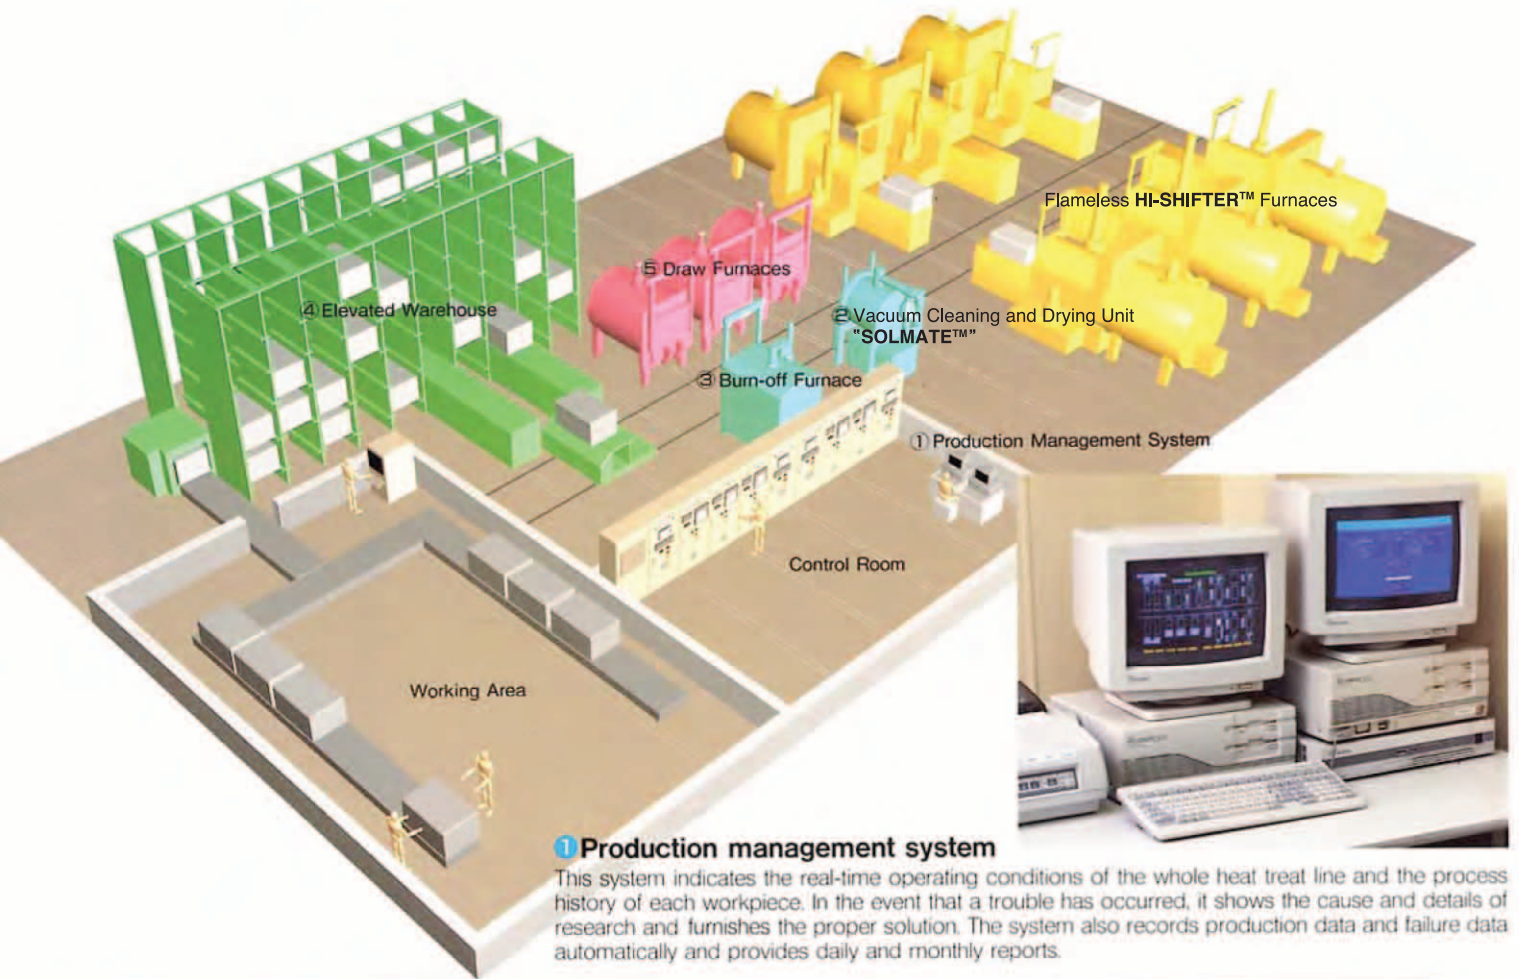 Flameless HI-SHIFTER™ Furnaces
⑤ Draw Furnaces
④ Elevated Warehouse
② Vacuum Cleaning and Drying Unit
"SOLMATE™"
③ Burn-off Furnace
① Production Management System
Control Room
Working Area
① Production management system
This system indicates the real-time operating conditions of the whole heat treat line and the process
history of each workpiece. In the event that a trouble has occurred, it shows the cause and details of
research and furnishes the proper solution. The system also records production data and failure data
automatically and provides daily and monthly reports.